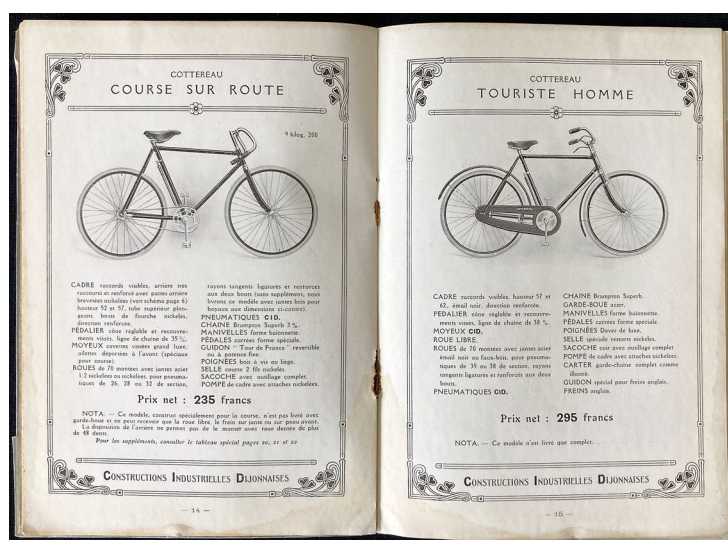 COTTEREAU
COURSE SUR ROUTE
9 kilog. 200
CADRE raccords visibles, arrière très
raccourci et renforcé avec pattes arrière
brevetées nickelées (voir schéma page 6)
hauteur 52 et 57, tube supérieur plon-
geant, bouts de fourche nickelés,
direction renforcée.
PÉDALIER cône réglable et recouvre-
ments vissés, ligne de chaîne de 35 %.
MOYEUX cuvettes vissées grand luxe,
ailettes déportées à l'avant (spéciaux
pour course).
ROUES de 70 montées avec jantes acier
1/2 nickelées ou nickelées, pour pneuma-
tiques de 26, 28 ou 32 de section,
rayons tangents ligaturés et renforcés
aux deux bouts (sans supplément, nous
livrons ce modèle avec jantes bois pour
boyaux aux dimensions ci-contre).
PNEUMATIQUES CID.
CHAINE Brampton Superb 3 %.
MANIVELLES forme baïonnette.
PÉDALES carrées forme spéciale.
GUIDON " Tour de France " reversible
ou à potence fixe.
POIGNÉES bois à vis ou liège.
SELLE course 2 fils nickelés.
SACOCHE avec outillage complet.
POMPE de cadre avec attaches nickelées.
Prix net : 235 francs
NOTA. — Ce modèle, construit spécialement pour la course, n'est pas livré avec
garde-boue et ne peut recevoir que la roue libre, le frein sur jante ou sur pneu avant.
La disposition de l'arrière ne permet pas de le monter avec roue dentée de plus
de 48 dents.
Pour les suppléments, consulter le tableau spécial pages 20, 21 et 22
CONSTRUCTIONS INDUSTRIELLES DIJONNAISES
— 14 —
COTTEREAU
TOURISTE HOMME
CADRE raccords visibles, hauteur 57 et
62, émail noir, direction renforcée.
PEDALIER cône réglable et recouvre-
ments vissés, ligne de chaîne de 38 %.
MOYEUX CID.
ROUE LIBRE.
ROUES de 70 montées avec jantes acier
émail noir ou faux-bois, pour pneuma-
tiques de 35 ou 38 de section, rayons
tangents ligaturés et renforcés aux deux
bouts.
PNEUMATIQUES CID.
CHAINE Brampton Superb.
GARDE-BOUE acier.
MANIVELLES forme baïonnette.
PÉDALES carrées forme spéciale.
POIGNÉES Dover de luxe.
SELLE spéciale ressorts nickelés.
SACOCHE cuir avec outillage complet
POMPE de cadre avec attaches nickelées.
CARTER garde-chaîne complet comme
illustré.
GUIDON spécial pour freins anglais.
FREINS anglais.
Prix net : 295 francs
NOTA. — Ce modèle n'est livré que complet.
CONSTRUCTIONS INDUSTRIELLES DIJONNAISES
— 15 —